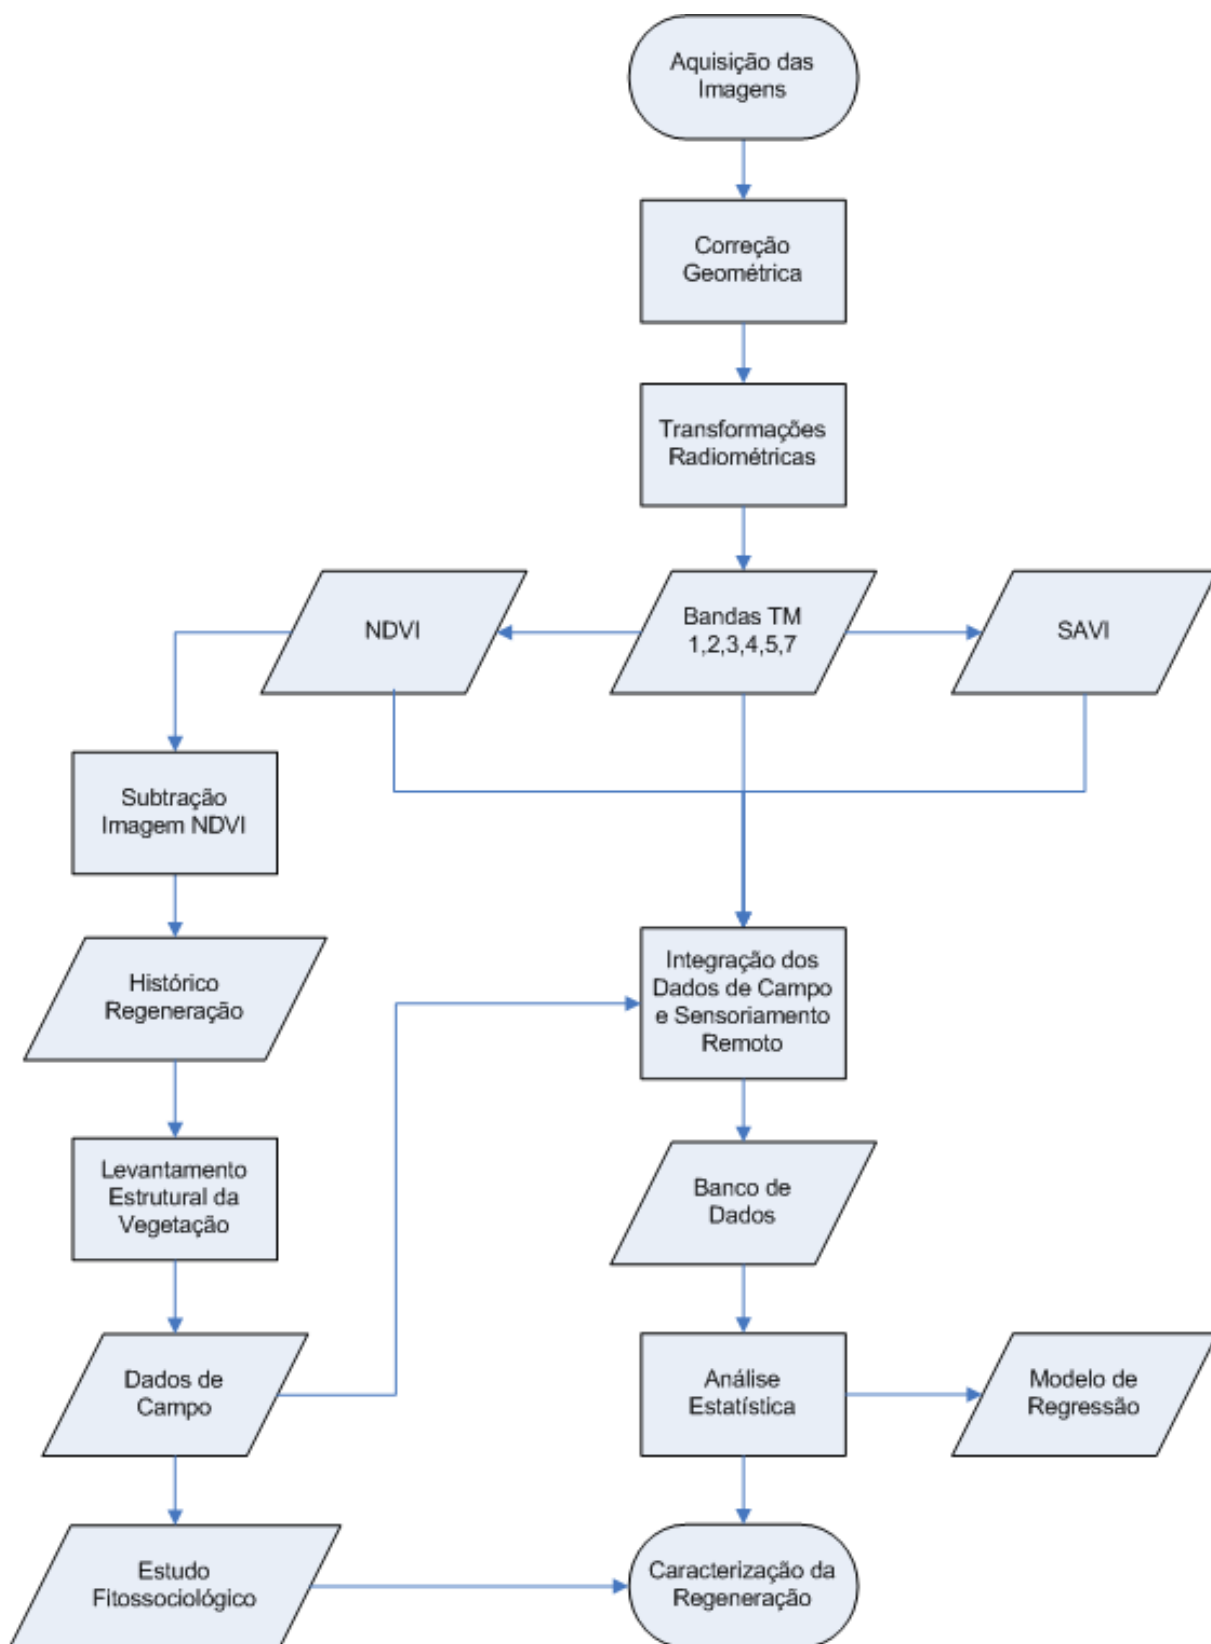 Aquisição das
Imagens
Correção
Geométrica
Transformações
Radiométricas
NDVI
Bandas TM
1,2,3,4,5,7
SAVI
Subtração
Imagem NDVI
Histórico
Regeneração
Integração dos
Dados de Campo
e Sensoriamento
Remoto
Levantamento
Estrutural da
Vegetação
Banco de
Dados
Dados de
Campo
Análise
Estatística
Modelo de
Regressão
Estudo
Fitossociológico
Caracterização da
Regeneração